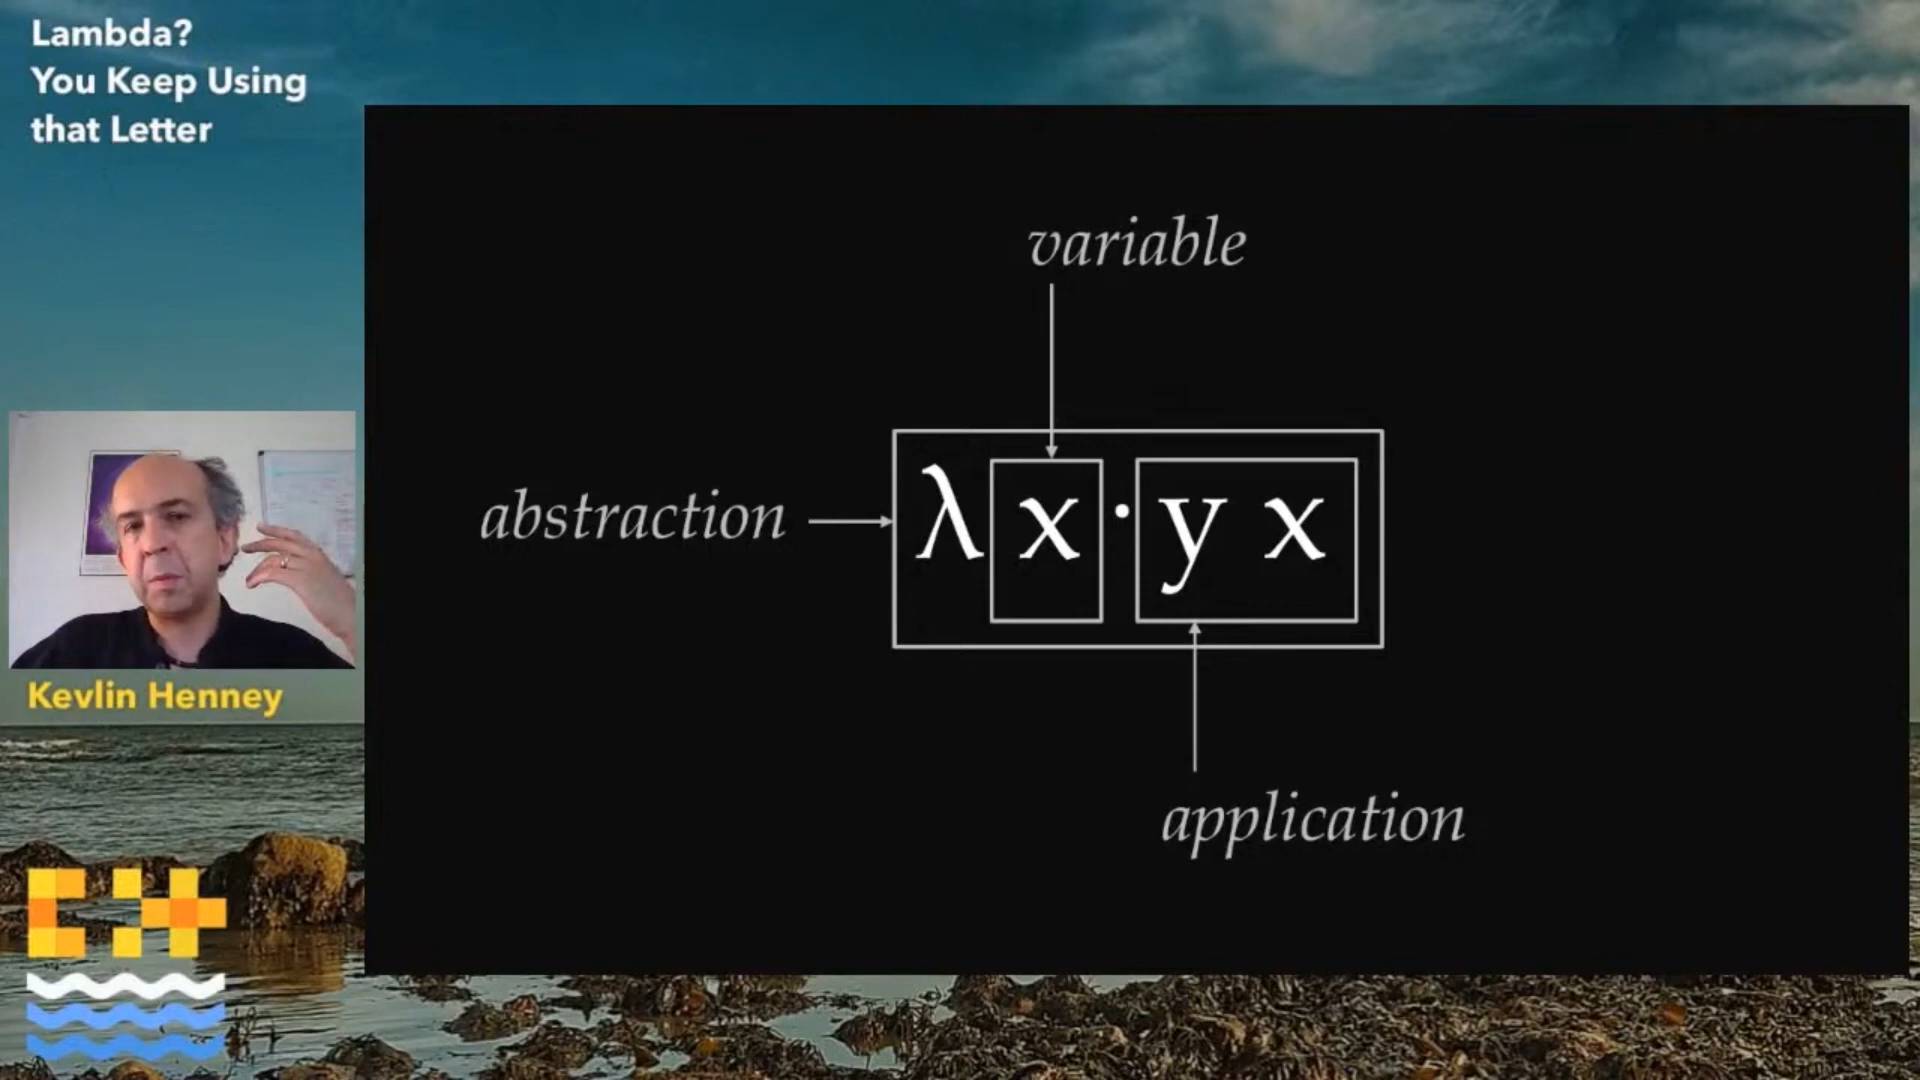 Lambda?
You Keep Using
that Letter
variable
abstraction
λ x · y x
application
Kevlin Henney
C++